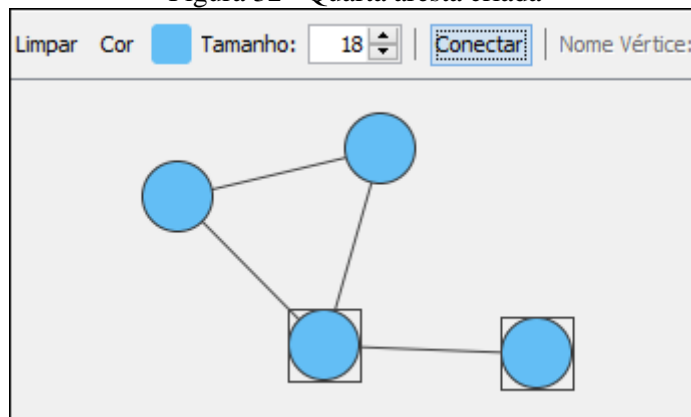 Figura 32 - Quarta aresta criada
Limpar Cor Tamanho: 18 Conectar Nome Vértice: